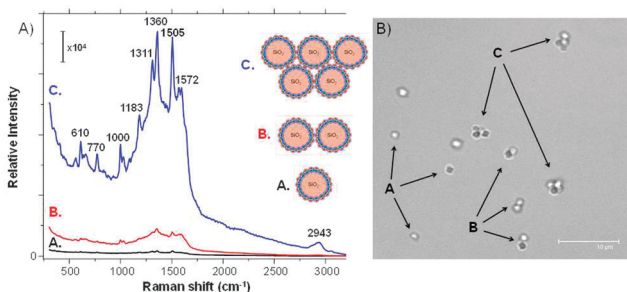 A)
x10⁴
1360
1505
1311
1572
1183
C.
610
770
1000
2943
B.
A.
Relative Intensity
500 1000 1500 2000 2500 3000
Raman shift (cm⁻¹)
C.
SiO₂ SiO₂ SiO₂
SiO₂ SiO₂
B.
SiO₂ SiO₂
A.
SiO₂
B)
C
A
B
10 μm